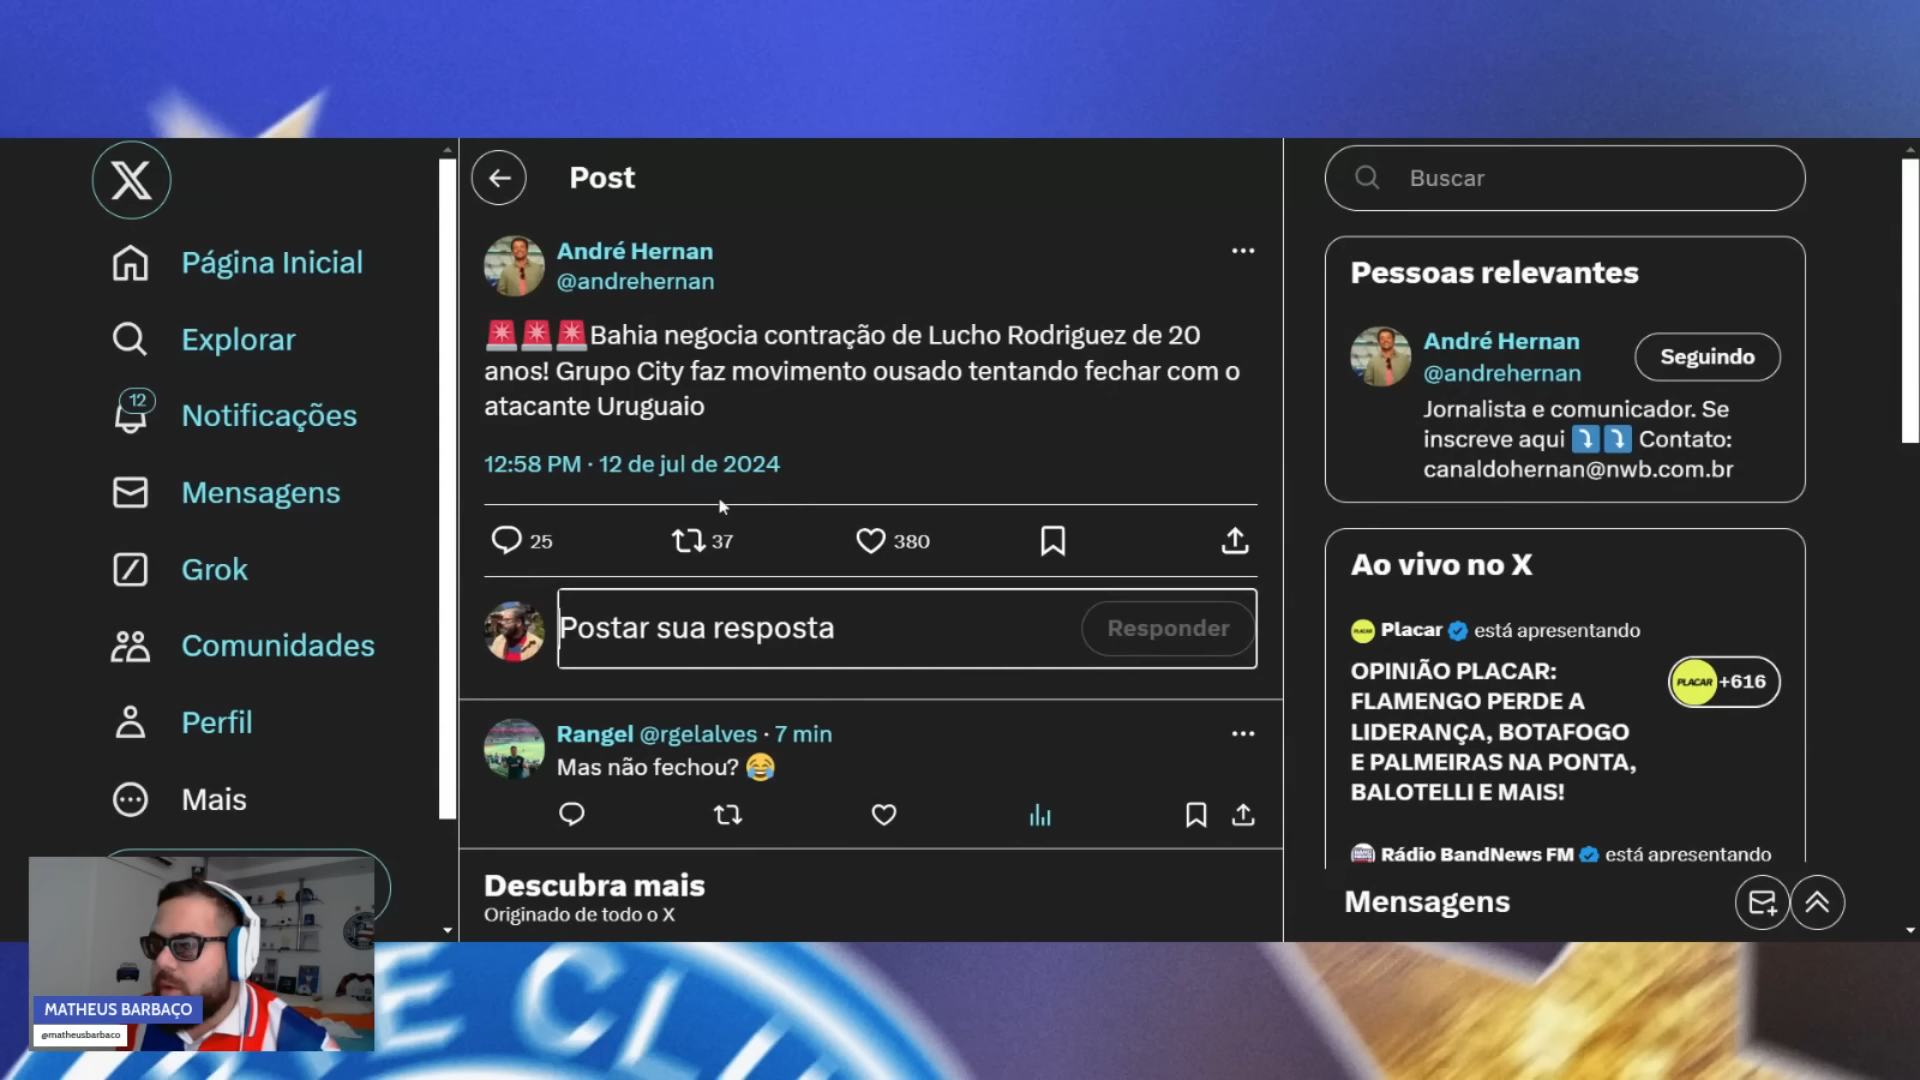 Página Inicial
Explorar
12
Notificações
Mensagens
Grok
Comunidades
Perfil
Mais
Post
André Hernan
@andrehernan
🚨🚨🚨Bahia negocia contração de Lucho Rodriguez de 20
anos! Grupo City faz movimento ousado tentando fechar com o
atacante Uruguaio
12:58 PM · 12 de jul de 2024
25 37 380
Postar sua resposta
Responder
Rangel @rgelalves · 7 min
Mas não fechou? 😂
Descubra mais
Originado de todo o X
Buscar
Pessoas relevantes
André Hernan
@andrehernan
Seguindo
Jornalista e comunicador. Se
inscreve aqui ⤵️⤵️ Contato:
canaldohernan@nwb.com.br
Ao vivo no X
Placar está apresentando
OPINIÃO PLACAR:
FLAMENGO PERDE A
LIDERANÇA, BOTAFOGO
E PALMEIRAS NA PONTA,
BALOTELLI E MAIS!
PLACAR +616
Rádio BandNews FM está apresentando
Mensagens
MATHEUS BARBAÇO
@matheusbarbaco
E CLU